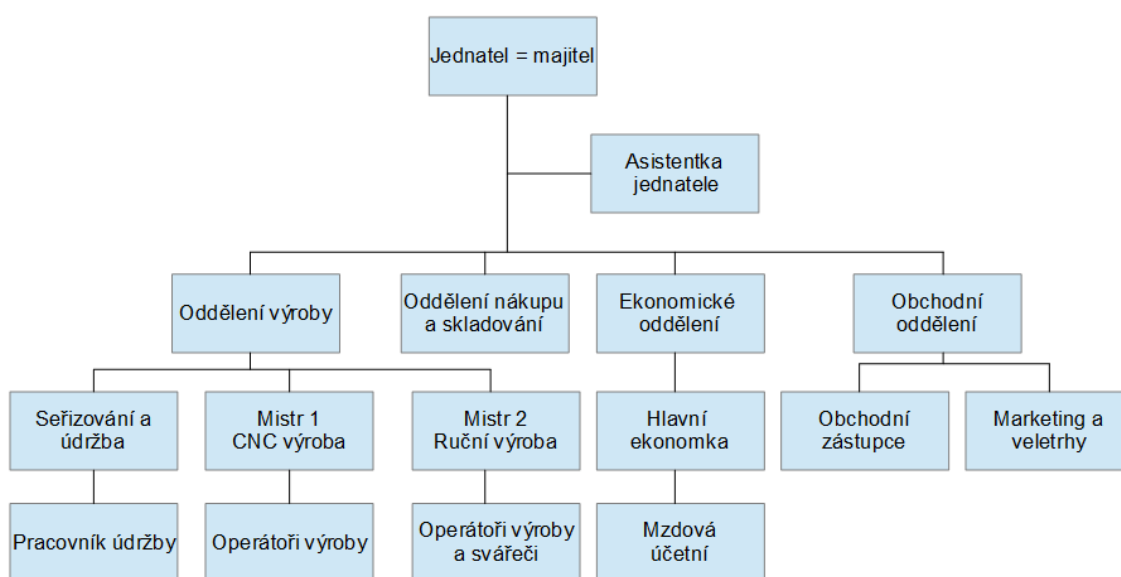 Jednatel = majitel
Asistentka
jednatele
Oddělení výroby
Oddělení nákupu
a skladování
Ekonomické
oddělení
Obchodní
oddělení
Seřizování a
údržba
Mistr 1
CNC výroba
Mistr 2
Ruční výroba
Hlavní
ekonomka
Obchodní
zástupce
Marketing a
veletrhy
Pracovník údržby
Operátoři výroby
Operátoři výroby
a svářeči
Mzdová
účetní